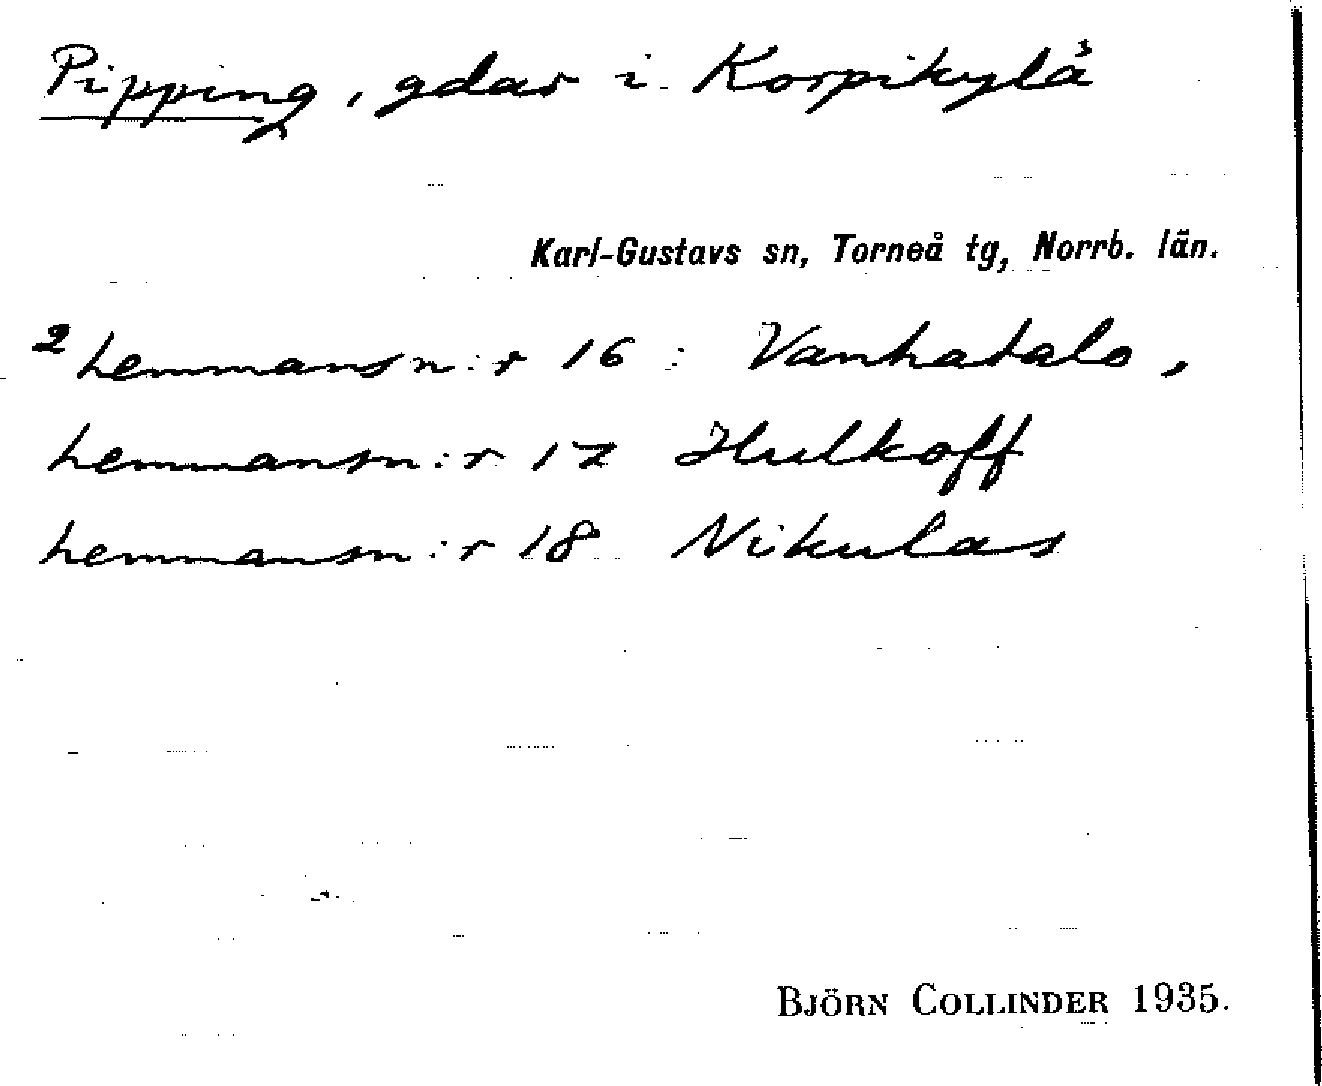 Pipping, gdar i Korpikylå
Karl-Gustavs sn, Torneå tg, Norrb. län.
2 hemmansn:r 16 : Vanhatalo,
hemmansn:r 17 Hulkoff
hemmansn:r 18 Nikulas
BJÖRN COLLINDER 1935.